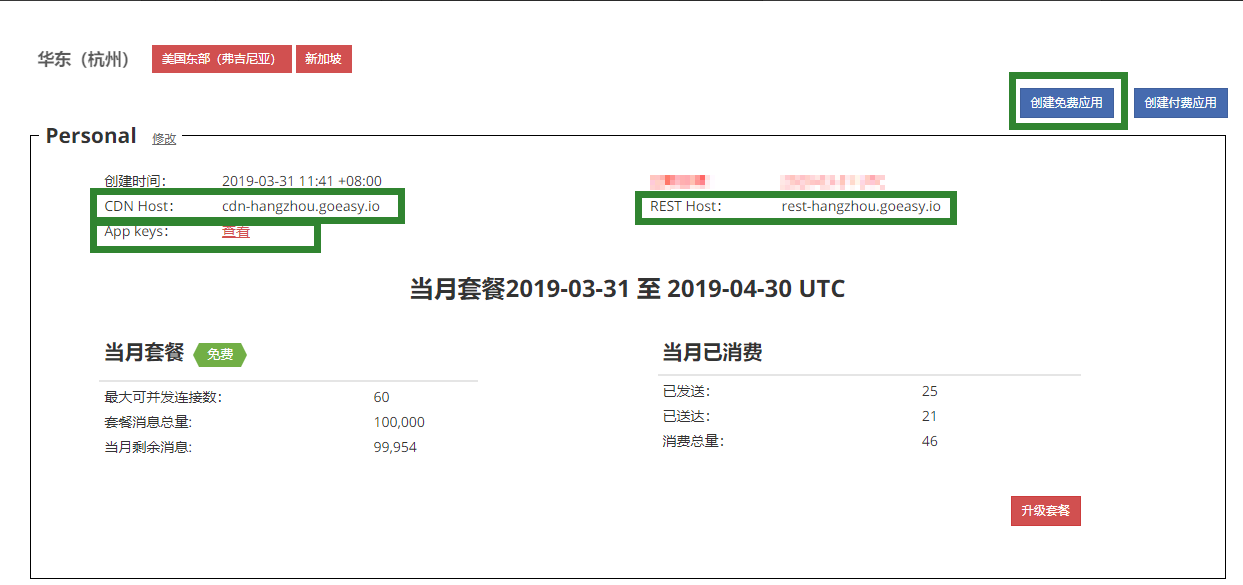 华东（杭州） 美国东部（弗吉尼亚） 新加坡
创建免费应用 创建付费应用
Personal 修改
创建时间： 2019-03-31 11:41 +08:00
CDN Host： cdn-hangzhou.goeasy.io REST Host： rest-hangzhou.goeasy.io
App keys： 查看
当月套餐2019-03-31 至 2019-04-30 UTC
当月套餐 免费 当月已消费
最大可并发连接数： 60 已发送： 25
套餐消息总量： 100,000 已送达： 21
当月剩余消息： 99,954 消费总量： 46
升级套餐